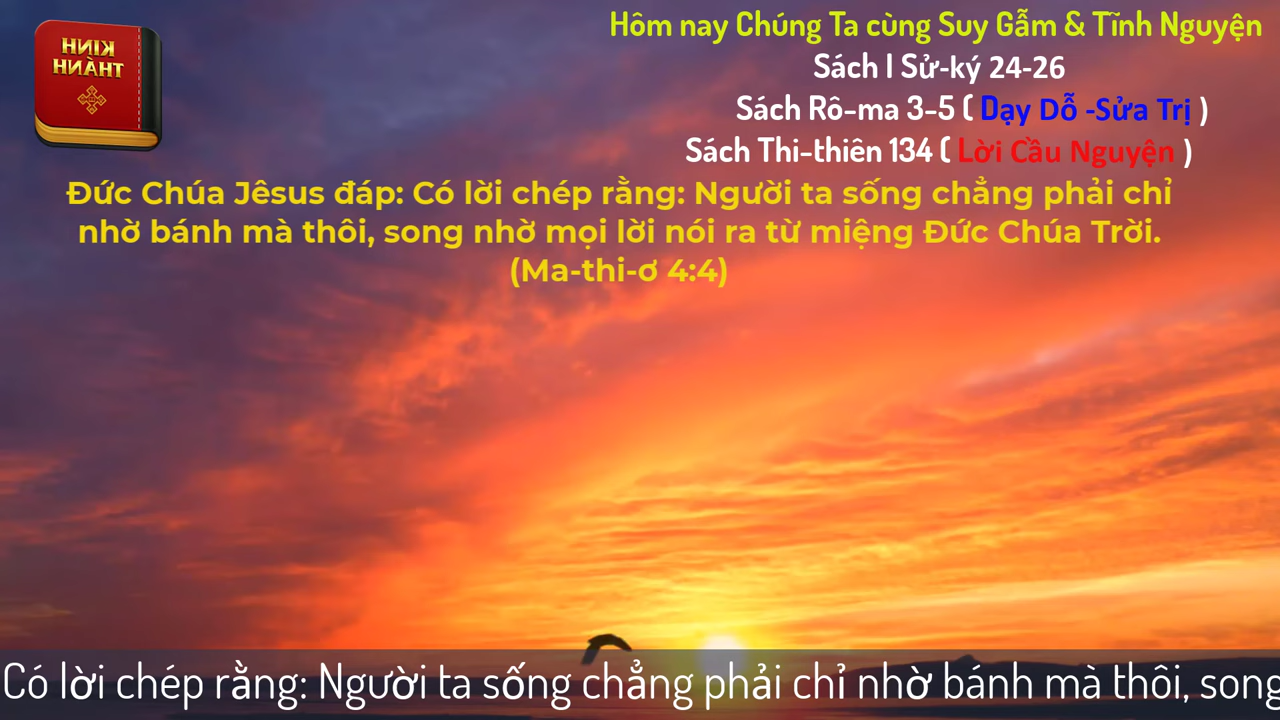 KINH
THÁNH
Hôm nay Chúng Ta cùng Suy Gẫm & Tĩnh Nguyện
Sách I Sử-ký 24-26
Sách Rô-ma 3-5 ( Dạy Dỗ -Sửa Trị )
Sách Thi-thiên 134 ( Lời Cầu Nguyện )
Đức Chúa Jêsus đáp: Có lời chép rằng: Người ta sống chẳng phải chỉ
nhờ bánh mà thôi, song nhờ mọi lời nói ra từ miệng Đức Chúa Trời.
(Ma-thi-ơ 4:4)
Có lời chép rằng: Người ta sống chẳng phải chỉ nhờ bánh mà thôi, song